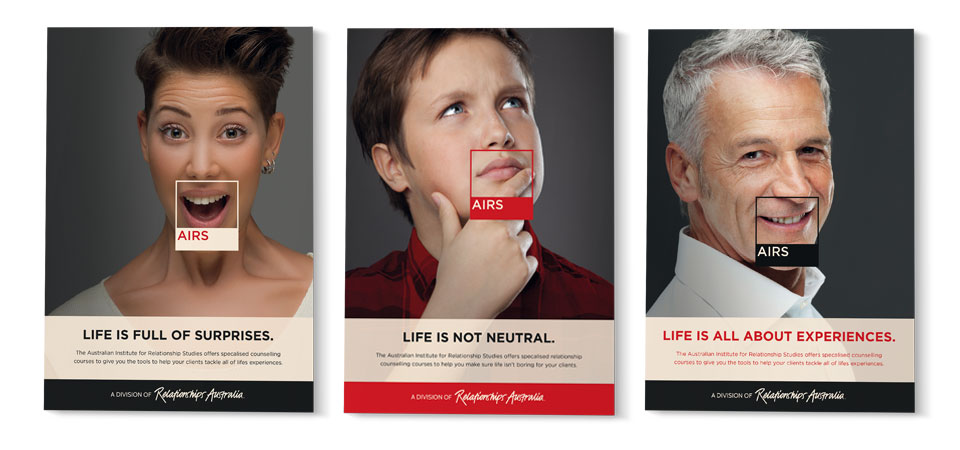 AIRS
LIFE IS FULL OF SURPRISES.
The Australian Institute for Relationship Studies offers specalised counselling
courses to give you the tools to help your clients tackle all of lifes experiences.
A DIVISION OF Relationships Australia.
AIRS
LIFE IS NOT NEUTRAL.
The Australian Institute for Relationship Studies offers specalised relationship
counselling courses to help you make sure life isn't boring for your clients.
A DIVISION OF Relationships Australia.
AIRS
LIFE IS ALL ABOUT EXPERIENCES.
The Australian Institute for Relationship Studies offers specalised counselling
courses to give you the tools to help your clients tackle all of lifes experiences.
A DIVISION OF Relationships Australia.